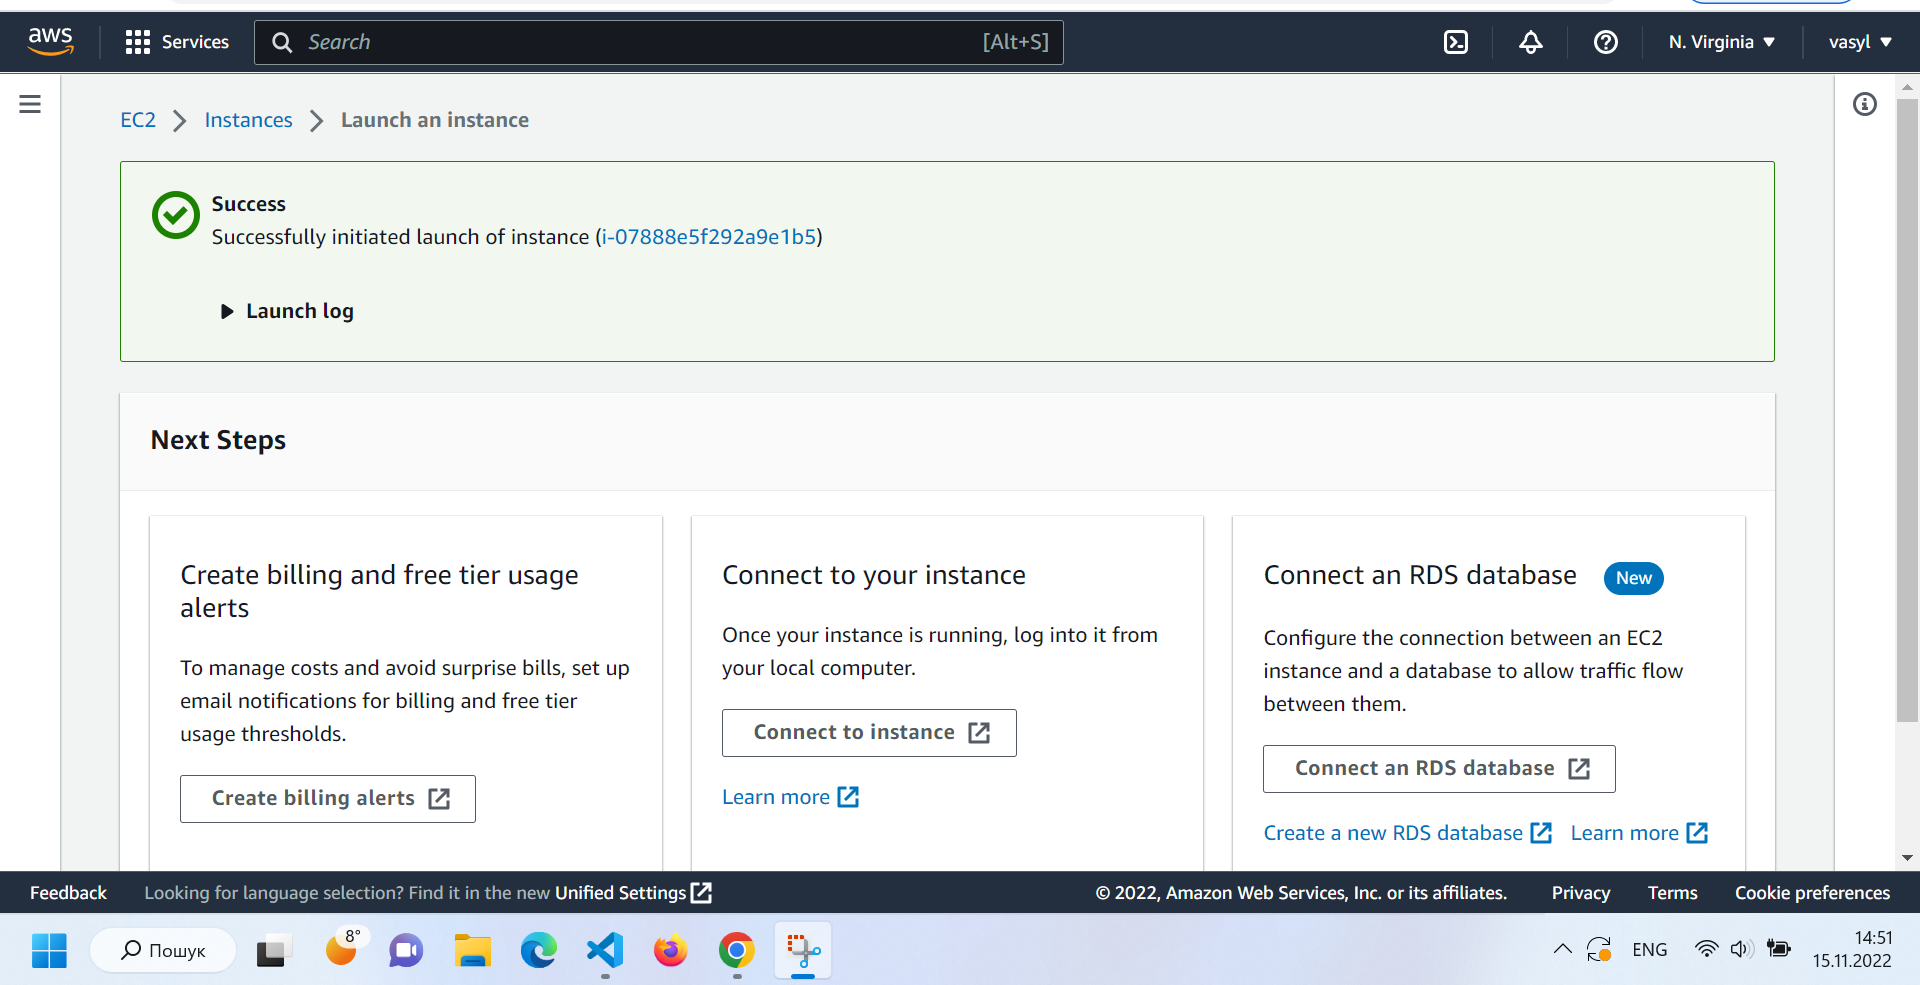 aws
Services
Search
[Alt+S]
N. Virginia
vasyl
EC2
Instances
Launch an instance
Success
Successfully initiated launch of instance (i-07888e5f292a9e1b5)
Launch log
Next Steps
Create billing and free tier usage
alerts
To manage costs and avoid surprise bills, set up
email notifications for billing and free tier
usage thresholds.
Create billing alerts
Connect to your instance
Once your instance is running, log into it from
your local computer.
Connect to instance
Learn more
Connect an RDS database
New
Configure the connection between an EC2
instance and a database to allow traffic flow
between them.
Connect an RDS database
Create a new RDS database
Learn more
Feedback
Looking for language selection? Find it in the new Unified Settings
© 2022, Amazon Web Services, Inc. or its affiliates.
Privacy
Terms
Cookie preferences
Пошук
8°
ENG
14:51
15.11.2022